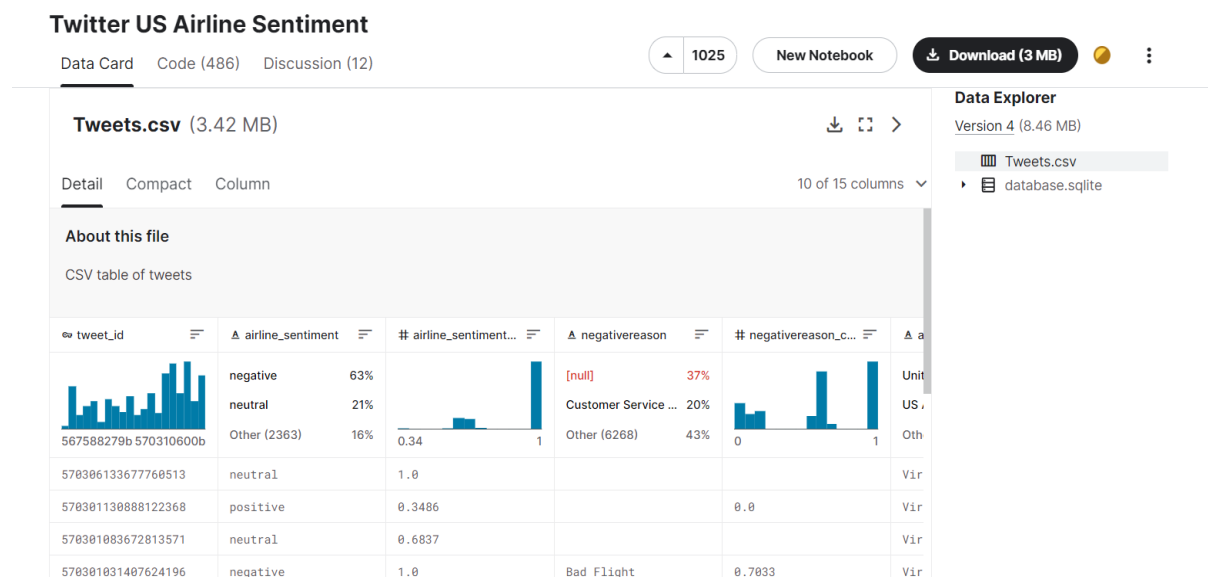 Twitter US Airline Sentiment
Data Card Code (486) Discussion (12)
1025 New Notebook Download (3 MB)
Tweets.csv (3.42 MB)
Data Explorer
Version 4 (8.46 MB)
Tweets.csv
database.sqlite
Detail Compact Column 10 of 15 columns
About this file
CSV table of tweets
tweet_id A airline_sentiment # airline_sentiment... A negativereason # negativereason_c... A a
negative 63% [null] 37% Unit
neutral 21% Customer Service ... 20% US
Other (2363) 16% Other (6268) 43% Oth
567588279b 570310600b 0.34 1 0 1
570306133677760513 neutral 1.0 Vir
570301130888122368 positive 0.3486 0.0 Vir
570301083672813571 neutral 0.6837 Vir
570301031407624196 negative 1.0 Bad Flight 0.7033 Vir